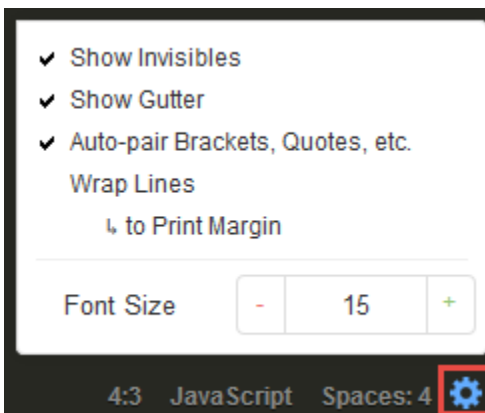 ✔ Show Invisibles
✔ Show Gutter
✔ Auto-pair Brackets, Quotes, etc.
Wrap Lines
↳ to Print Margin
Font Size - 15 +
4:3 JavaScript Spaces: 4